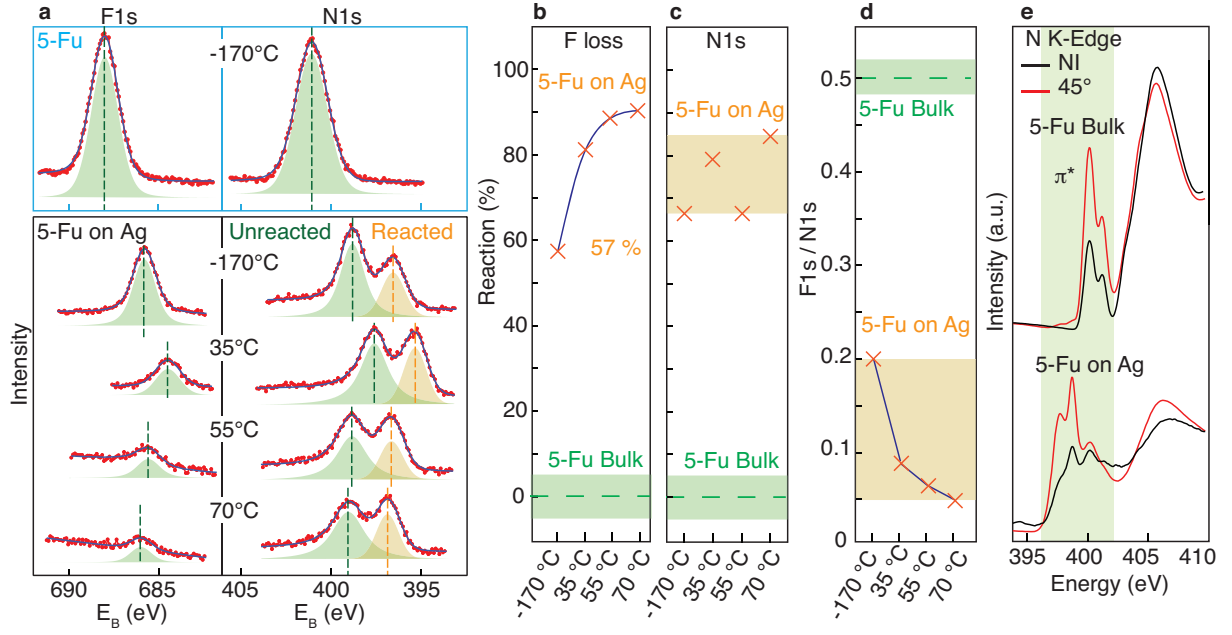 a
F1s
N1s
5-Fu
-170°C
5-Fu on Ag
Unreacted
Reacted
-170°C
35°C
55°C
70°C
Intensity
690
685
405
400
395
E_B (eV)
E_B (eV)
b
F loss
5-Fu on Ag
57 %
5-Fu Bulk
Reaction (%)
100
80
60
40
20
0
-170 °C
35 °C
55 °C
70 °C
c
N1s
5-Fu on Ag
5-Fu Bulk
-170 °C
35 °C
55 °C
70 °C
d
5-Fu Bulk
5-Fu on Ag
F1s / N1s
0.5
0.4
0.3
0.2
0.1
0
-170 °C
35 °C
55 °C
70 °C
e
N K-Edge
NI
45°
5-Fu Bulk
π*
5-Fu on Ag
Intensity (a.u.)
395
400
405
410
Energy (eV)